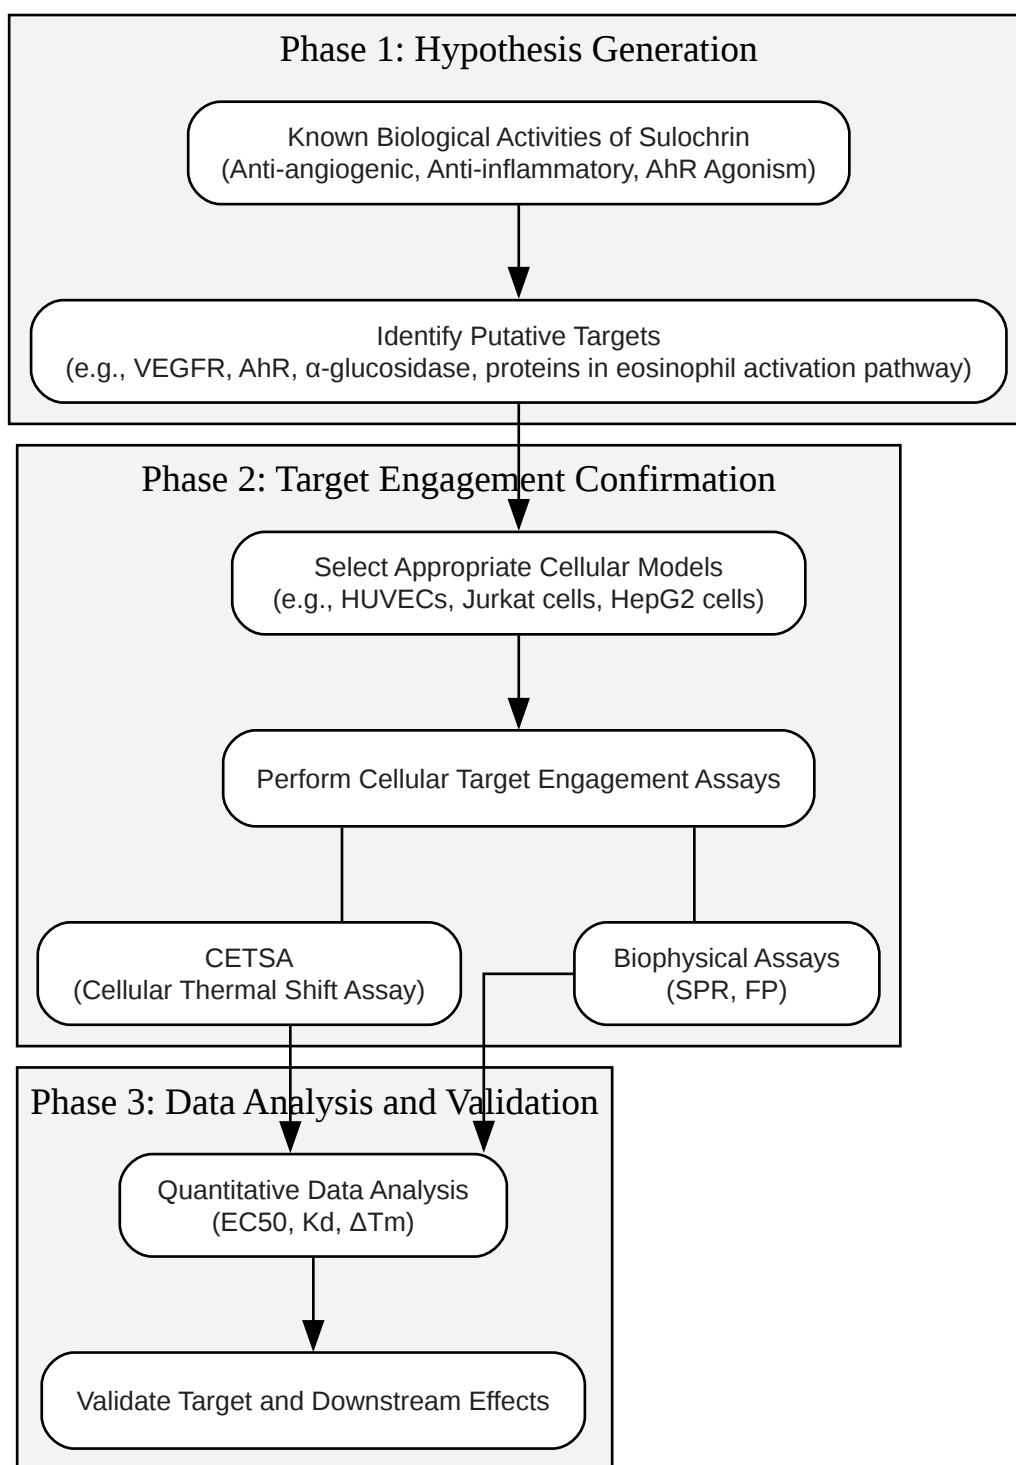 Phase 1: Hypothesis Generation
Known Biological Activities of Sulochrin
(Anti-angiogenic, Anti-inflammatory, AhR Agonism)
Identify Putative Targets
(e.g., VEGFR, AhR, α-glucosidase, proteins in eosinophil activation pathway)
Phase 2: Target Engagement Confirmation
Select Appropriate Cellular Models
(e.g., HUVECs, Jurkat cells, HepG2 cells)
Perform Cellular Target Engagement Assays
CETSA
(Cellular Thermal Shift Assay)
Biophysical Assays
(SPR, FP)
Phase 3: Data Analysis and Validation
Quantitative Data Analysis
(EC50, Kd, ΔTm)
Validate Target and Downstream Effects